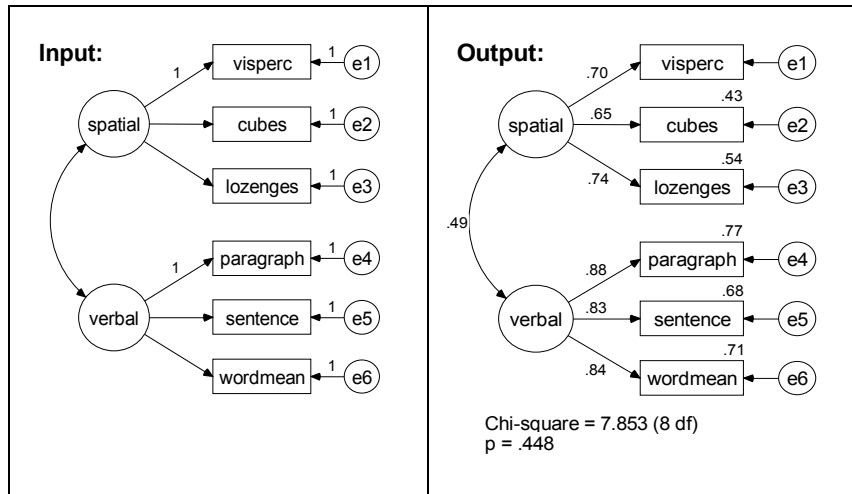 Input:
1
visperc
1
e1
spatial
cubes
1
e2
lozenges
1
e3
1
paragraph
1
e4
verbal
sentence
1
e5
wordmean
1
e6
Output:
.70
visperc
e1
.43
spatial
.65
cubes
e2
.54
.74
lozenges
e3
.49
.77
.88
paragraph
e4
.68
verbal
.83
sentence
e5
.71
.84
wordmean
e6
Chi-square = 7.853 (8 df)
p = .448